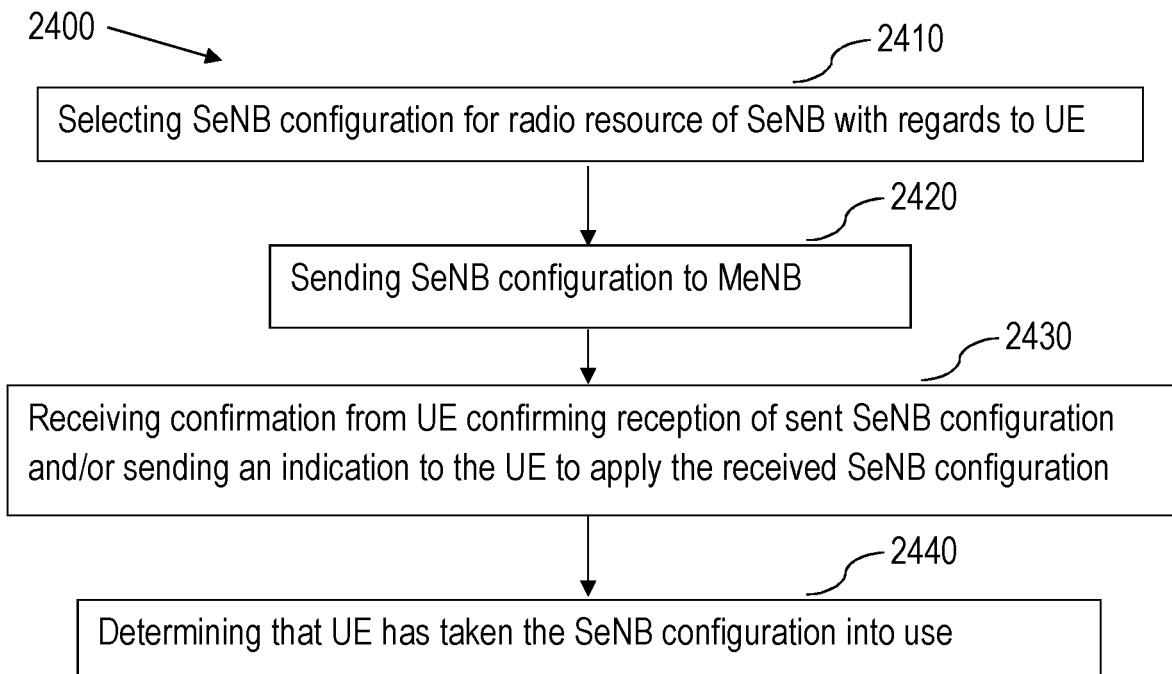 2400
2410
Selecting SeNB configuration for radio resource of SeNB with regards to UE
2420
Sending SeNB configuration to MeNB
2430
Receiving confirmation from UE confirming reception of sent SeNB configuration
and/or sending an indication to the UE to apply the received SeNB configuration
2440
Determining that UE has taken the SeNB configuration into use